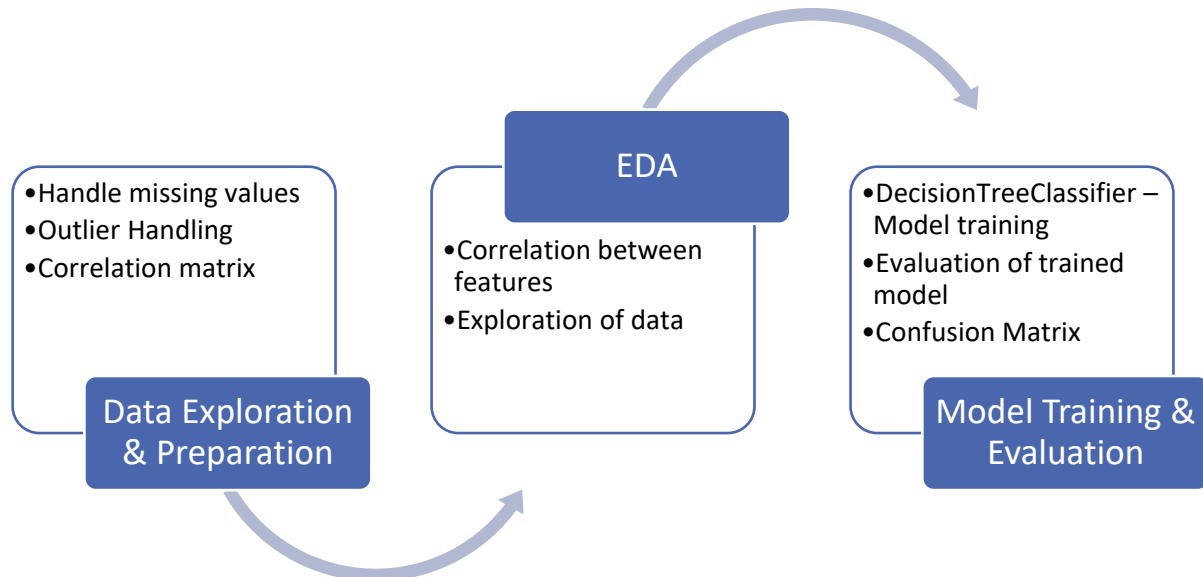 •Handle missing values
•Outlier Handling
•Correlation matrix
Data Exploration
& Preparation
EDA
•Correlation between
features
•Exploration of data
•DecisionTreeClassifier –
Model training
•Evaluation of trained
model
•Confusion Matrix
Model Training &
Evaluation